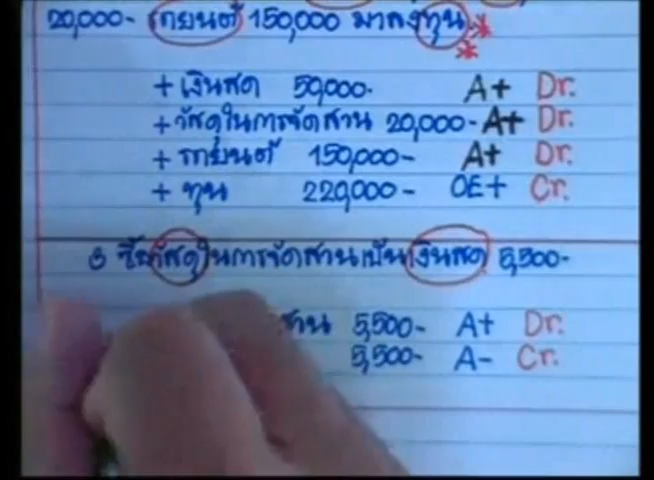 20,000- รถยนต์ 150,000 มาลงทุน **
+ เงินสด 50,000- A+ Dr.
+ วัสดุในการจัดสวน 20,000- A+ Dr.
+ รถยนต์ 150,000- A+ Dr.
+ ทุน 220,000- OE+ Cr.
3 ซื้อวัสดุในการจัดสวนเป็นเงินสด 5,500-
สวน 5,500- A+ Dr.
5,500- A- Cr.